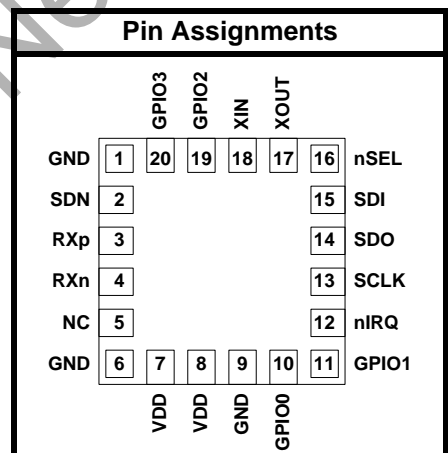 Pin Assignments
GPIO3
GPIO2
XIN
XOUT
GND 1 20 19 18 17 16 nSEL
SDN 2 15 SDI
RXp 3 14 SDO
RXn 4 13 SCLK
NC 5 12 nIRQ
GND 6 7 8 9 10 11 GPIO1
VDD
VDD
GND
GPIO0